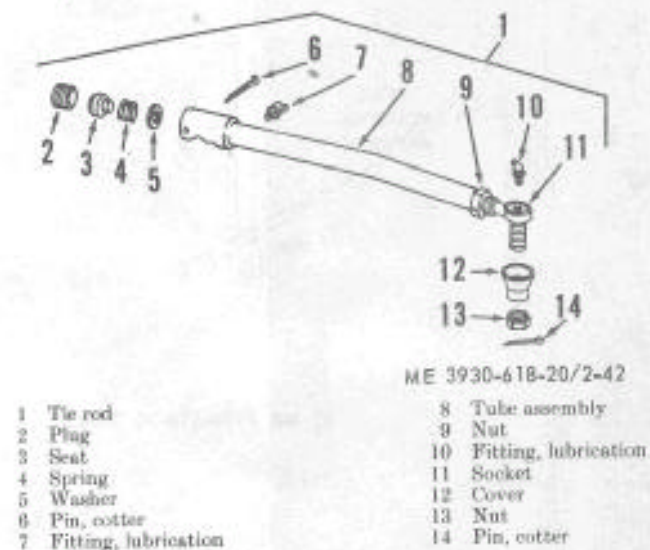 1
6
7
8
9
10
11
2
3
4
5
12
13
14
ME 3930-618-20/2-42
1 Tie rod
2 Plug
3 Seat
4 Spring
5 Washer
6 Pin, cotter
7 Fitting, lubrication
8 Tube assembly
9 Nut
10 Fitting, lubrication
11 Socket
12 Cover
13 Nut
14 Pin, cotter